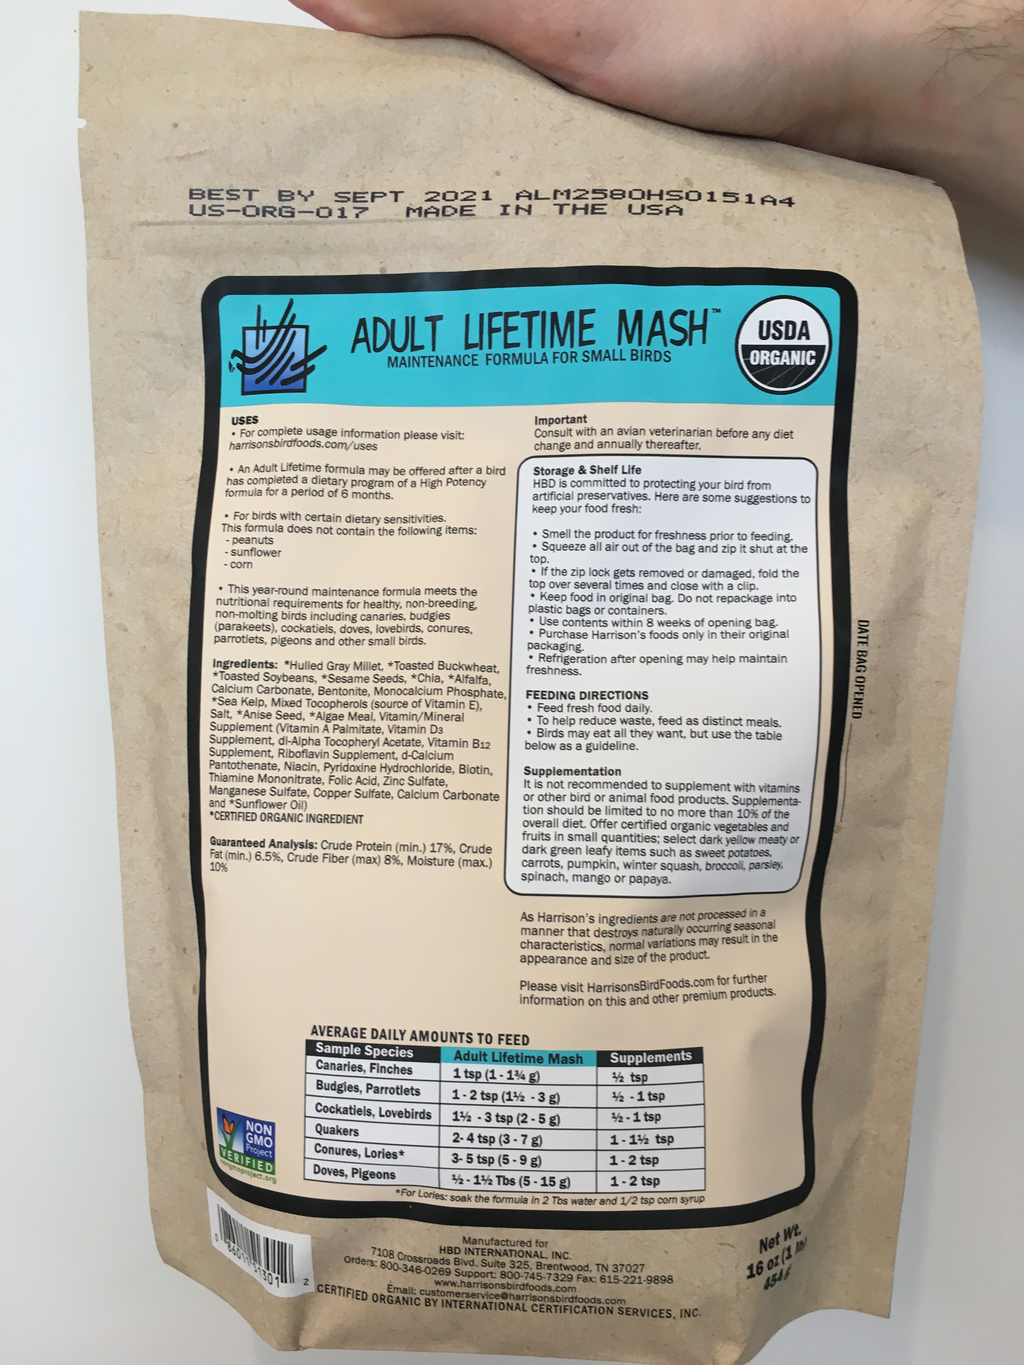 BEST BY SEPT 2021 ALM2580HS0151A4
US-ORG-017 MADE IN THE USA
ADULT LIFETIME MASH™
MAINTENANCE FORMULA FOR SMALL BIRDS
USDA
ORGANIC
USES
• For complete usage information please visit:
harrisonsbirdfoods.com/uses
• An Adult Lifetime formula may be offered after a bird
has completed a dietary program of a High Potency
formula for a period of 6 months.
• For birds with certain dietary sensitivities.
This formula does not contain the following items:
- peanuts
- sunflower
- corn
• This year-round maintenance formula meets the
nutritional requirements for healthy, non-breeding,
non-molting birds including canaries, budgies
(parakeets), cockatiels, doves, lovebirds, conures,
parrotlets, pigeons and other small birds.
Ingredients: *Hulled Gray Millet, *Toasted Buckwheat,
*Toasted Soybeans, *Sesame Seeds, *Chia, *Alfalfa,
Calcium Carbonate, Bentonite, Monocalcium Phosphate,
*Sea Kelp, Mixed Tocopherols (source of Vitamin E),
Salt, *Anise Seed, *Algae Meal, Vitamin/Mineral
Supplement (Vitamin A Palmitate, Vitamin D3
Supplement, dl-Alpha Tocopheryl Acetate, Vitamin B12
Supplement, Riboflavin Supplement, d-Calcium
Pantothenate, Niacin, Pyridoxine Hydrochloride, Biotin,
Thiamine Mononitrate, Folic Acid, Zinc Sulfate,
Manganese Sulfate, Copper Sulfate, Calcium Carbonate
and *Sunflower Oil)
*CERTIFIED ORGANIC INGREDIENT
Guaranteed Analysis: Crude Protein (min.) 17%, Crude
Fat (min.) 6.5%, Crude Fiber (max) 8%, Moisture (max.)
10%
Important
Consult with an avian veterinarian before any diet
change and annually thereafter.
Storage & Shelf Life
HBD is committed to protecting your bird from
artificial preservatives. Here are some suggestions to
keep your food fresh:
• Smell the product for freshness prior to feeding.
• Squeeze all air out of the bag and zip it shut at the
top.
• If the zip lock gets removed or damaged, fold the
top over several times and close with a clip.
• Keep food in original bag. Do not repackage into
plastic bags or containers.
• Use contents within 8 weeks of opening bag.
• Purchase Harrison's foods only in their original
packaging.
• Refrigeration after opening may help maintain
freshness.
FEEDING DIRECTIONS
• Feed fresh food daily.
• To help reduce waste, feed as distinct meals.
• Birds may eat all they want, but use the table
below as a guideline.
Supplementation
It is not recommended to supplement with vitamins
or other bird or animal food products. Supplementa-
tion should be limited to no more than 10% of the
overall diet. Offer certified organic vegetables and
fruits in small quantities; select dark yellow meaty or
dark green leafy items such as sweet potatoes,
carrots, pumpkin, winter squash, broccoli, parsley,
spinach, mango or papaya.
As Harrison's ingredients are not processed in a
manner that destroys naturally occurring seasonal
characteristics, normal variations may result in the
appearance and size of the product.
Please visit HarrisonsBirdFoods.com for further
information on this and other premium products.
DATE BAG OPENED
AVERAGE DAILY AMOUNTS TO FEED
Sample Species Adult Lifetime Mash Supplements
Canaries, Finches 1 tsp (1 - 1¾ g) ½ tsp
Budgies, Parrotlets 1 - 2 tsp (1½ - 3 g) ½ - 1 tsp
Cockatiels, Lovebirds 1½ - 3 tsp (2 - 5 g) ½ - 1 tsp
Quakers 2- 4 tsp (3 - 7 g) 1 - 1½ tsp
Conures, Lories* 3- 5 tsp (5 - 9 g) 1 - 2 tsp
Doves, Pigeons ½ - 1½ Tbs (5 - 15 g) 1 - 2 tsp
*For Lories: soak the formula in 2 Tbs water and 1/2 tsp corn syrup
NON
GMO
Project
VERIFIED
nongmoproject.org
Manufactured for
HBD INTERNATIONAL, INC.
7108 Crossroads Blvd. Suite 325, Brentwood, TN 37027
Orders: 800-346-0269 Support: 800-745-7329 Fax: 615-221-9898
www.harrisonsbirdfoods.com
Email: customerservice@harrisonsbirdfoods.com
CERTIFIED ORGANIC BY INTERNATIONAL CERTIFICATION SERVICES, INC.
Net Wt.
16 oz (1 lb)
454 g